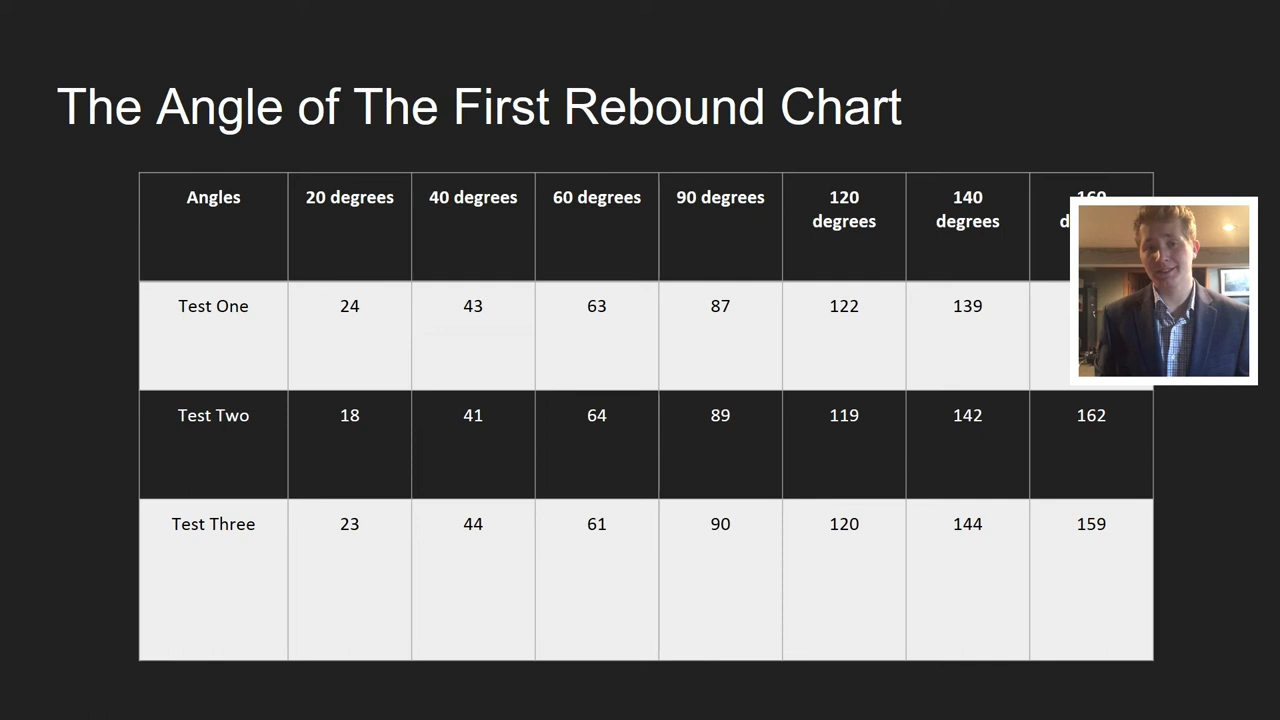 The Angle of The First Rebound Chart
Angles 20 degrees 40 degrees 60 degrees 90 degrees 120 degrees 140 degrees 160
Test One 24 43 63 87 122 139
Test Two 18 41 64 89 119 142 162
Test Three 23 44 61 90 120 144 159